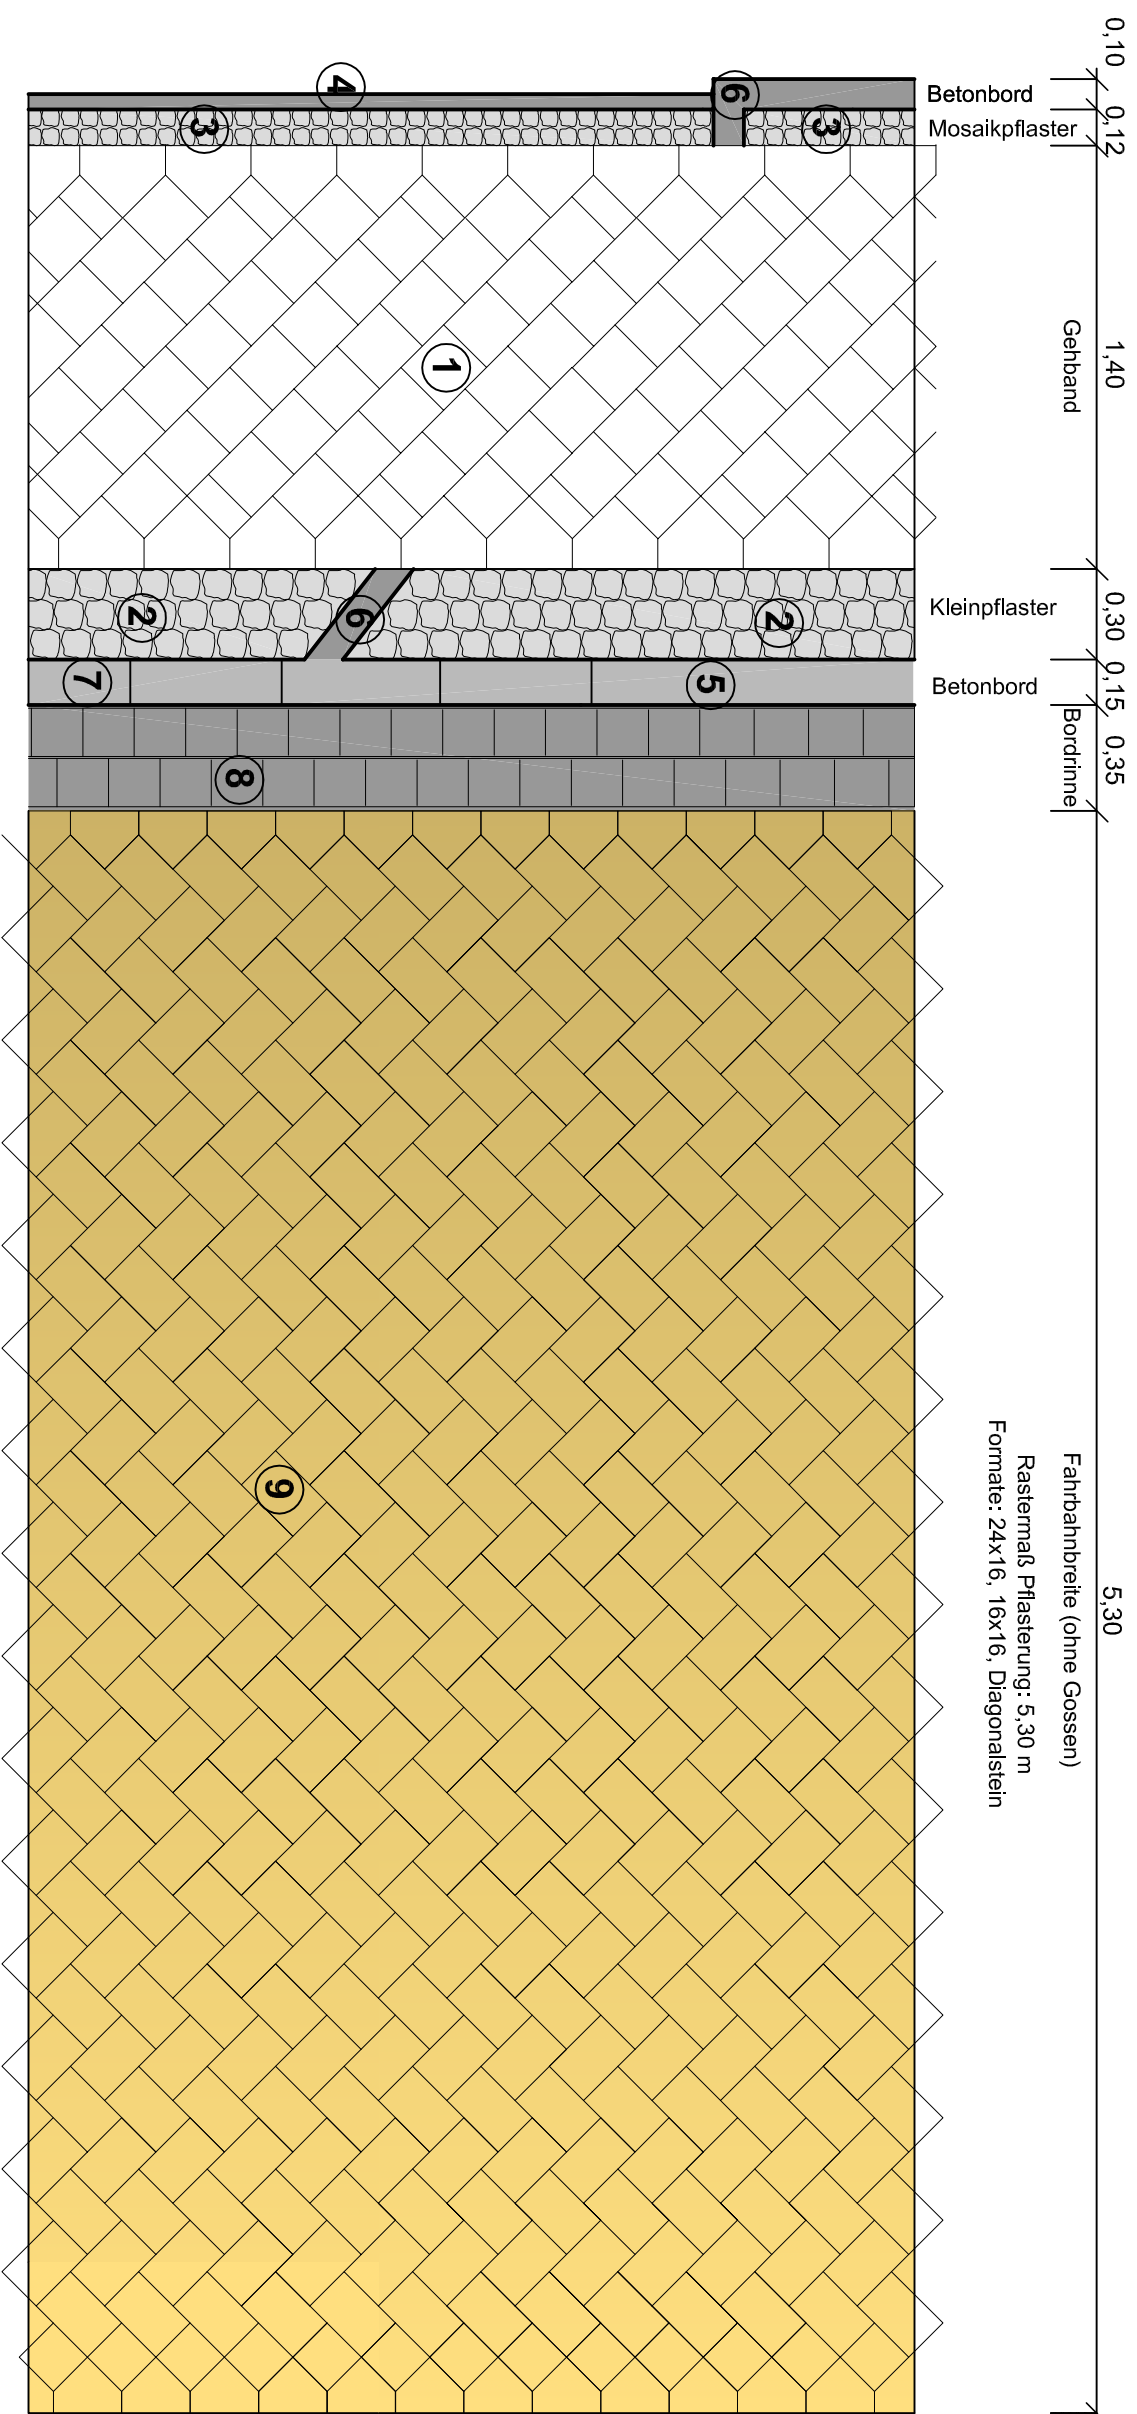 0,10
Betonbord
0,12
Mosaikpflaster
4
6
3
3
1,40
Gehband
1
0,30
Kleinpflaster
2
6
2
0,15
Betonbord
7
5
0,35
Bordrinne
8
5,30
Fahrbahnbreite (ohne Gossen)
Rastermaß Pflasterung: 5,30 m
Formate: 24x16, 16x16, Diagonalstein
9